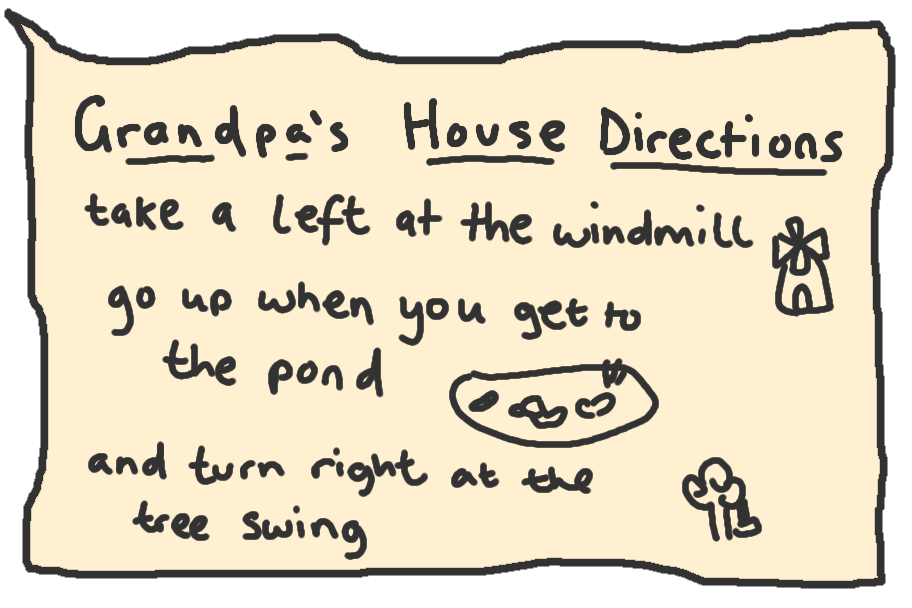 Grandpa's House Directions
take a left at the windmill
go up when you get to
the pond
and turn right at the
tree swing